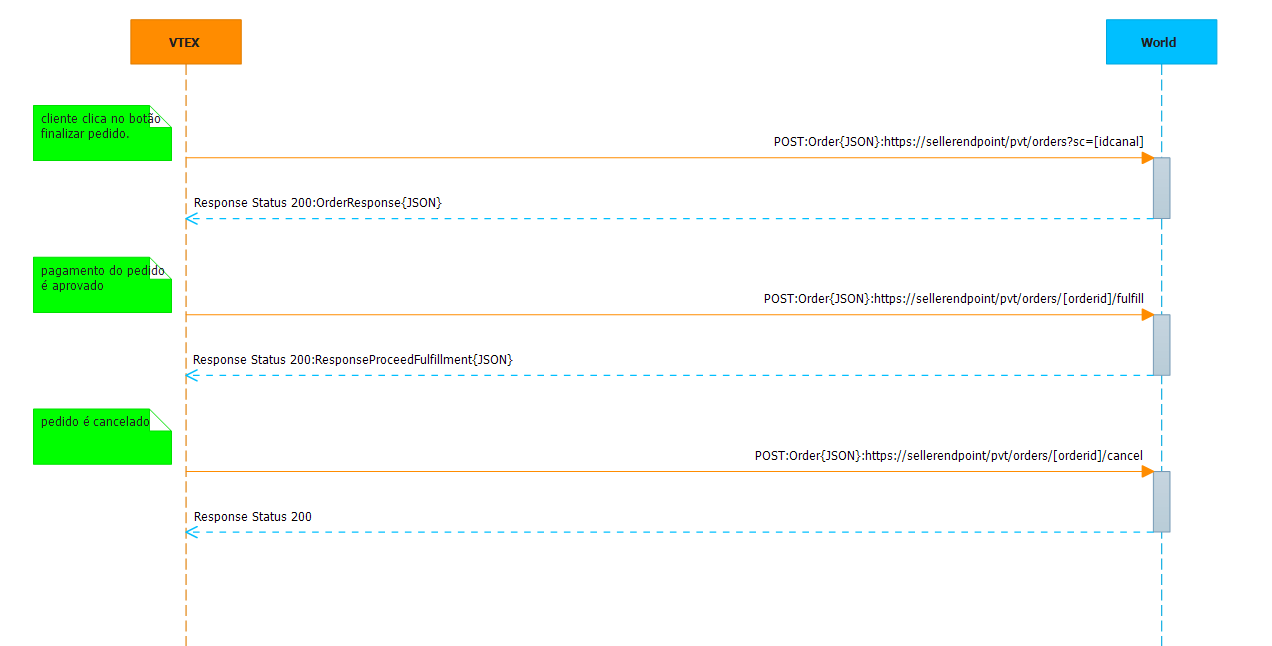 VTEX
World
cliente clica no botão
finalizar pedido.
POST:Order{JSON}:https://sellerendpoint/pvt/orders?sc=[idcanal]
Response Status 200:OrderResponse{JSON}
pagamento do pedido
é aprovado
POST:Order{JSON}:https://sellerendpoint/pvt/orders/[orderid]/fulfill
Response Status 200:ResponseProceedFulfillment{JSON}
pedido é cancelado
POST:Order{JSON}:https://sellerendpoint/pvt/orders/[orderid]/cancel
Response Status 200